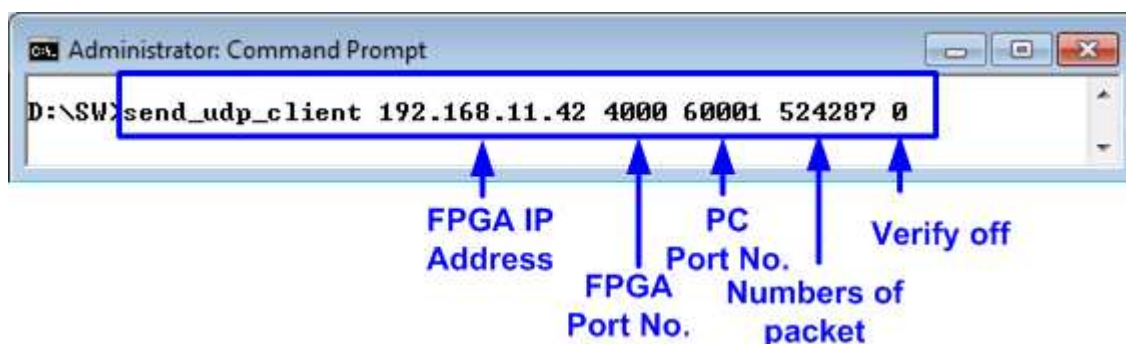 Administrator: Command Prompt
D:\SW>send_udp_client 192.168.11.42 4000 60001 524287 0
FPGA IP
Address
FPGA
Port No.
PC
Port No.
Numbers of
packet
Verify off